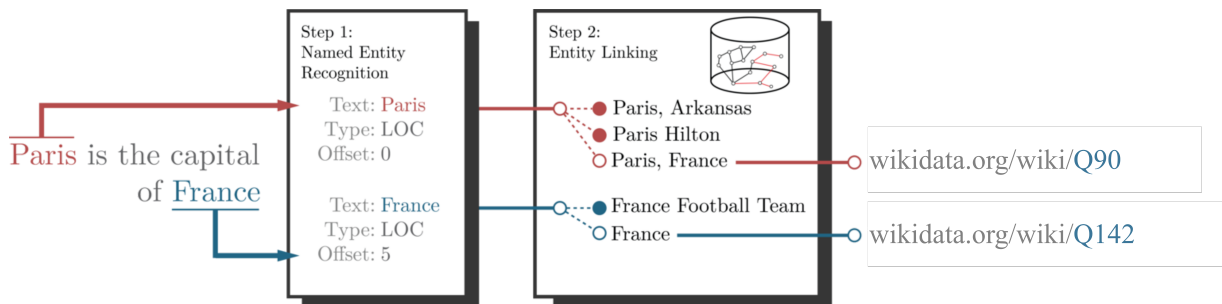 Paris is the capital
of France
Step 1:
Named Entity
Recognition
Text: Paris
Type: LOC
Offset: 0
Text: France
Type: LOC
Offset: 5
Step 2:
Entity Linking
Paris, Arkansas
Paris Hilton
Paris, France
France Football Team
France
wikidata.org/wiki/Q90
wikidata.org/wiki/Q142